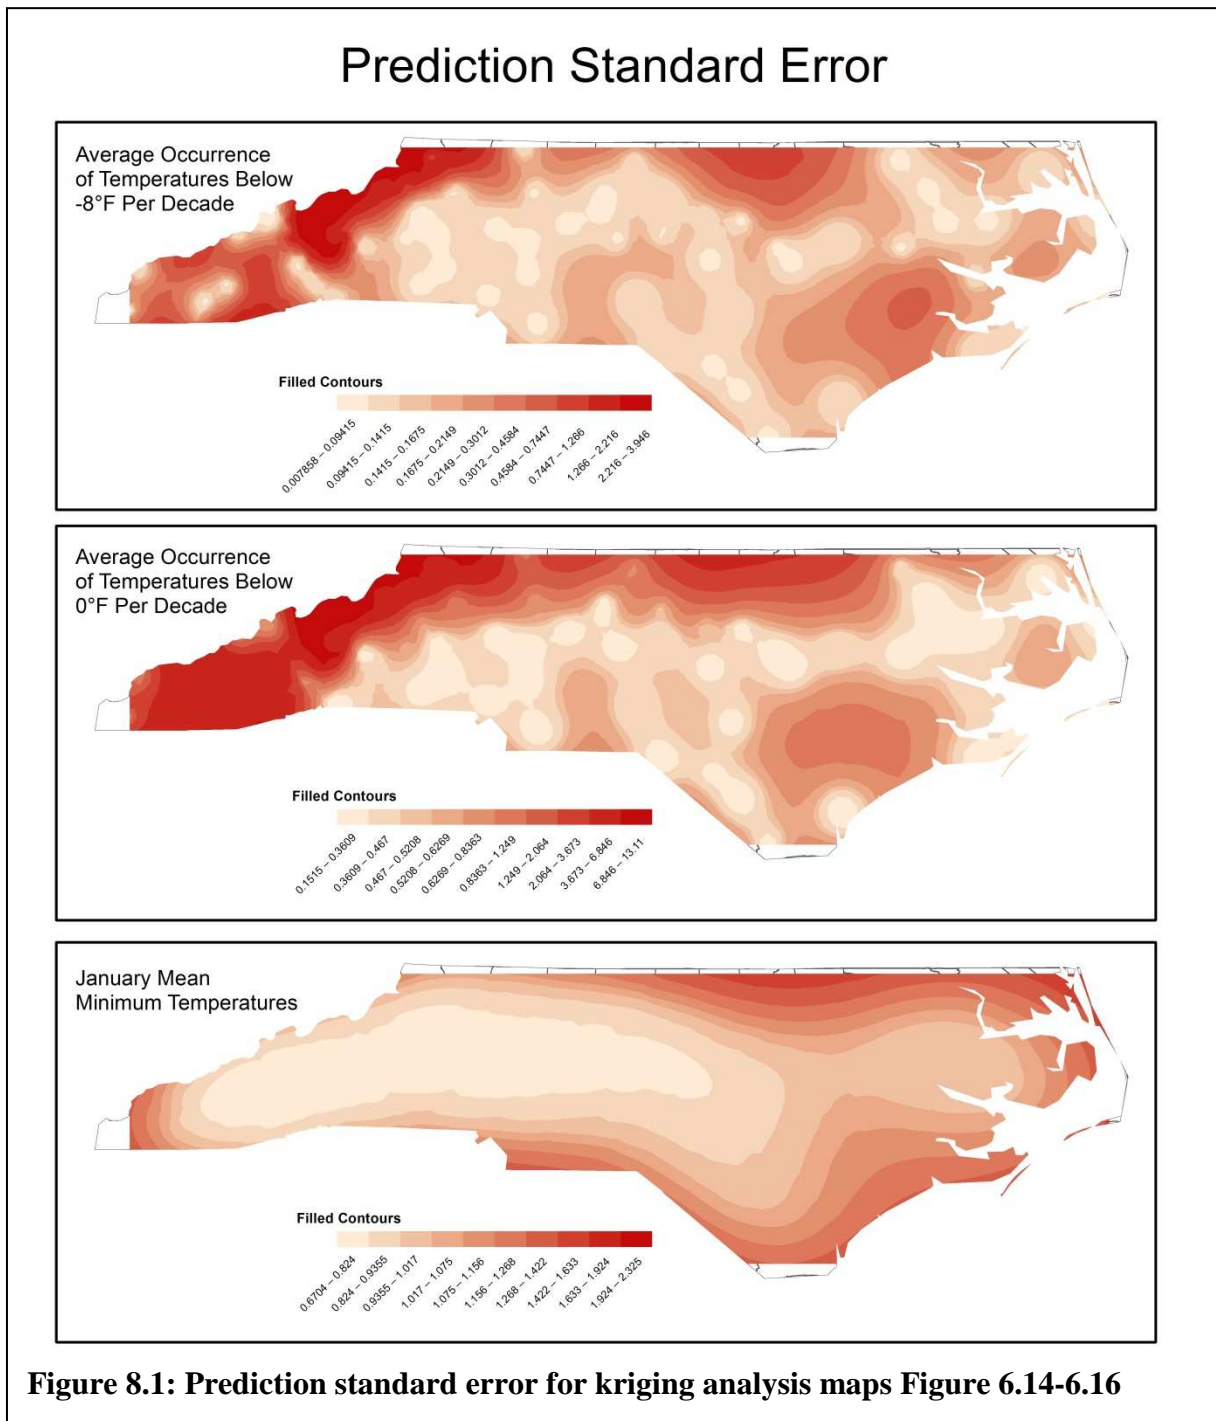 Prediction Standard Error
Average Occurrence
of Temperatures Below
-8°F Per Decade
Filled Contours
0.007858 – 0.09415
0.09415 – 0.1415
0.1415 – 0.1675
0.1675 – 0.2149
0.2149 – 0.3012
0.3012 – 0.4584
0.4584 – 0.7447
0.7447 – 1.266
1.266 – 2.216
2.216 – 3.946
Average Occurrence
of Temperatures Below
0°F Per Decade
Filled Contours
0.1515 – 0.3609
0.3609 – 0.467
0.467 – 0.5208
0.5208 – 0.6269
0.6269 – 0.8363
0.8363 – 1.249
1.249 – 2.064
2.064 – 3.673
3.673 – 6.846
6.846 – 13.11
January Mean
Minimum Temperatures
Filled Contours
0.6704 – 0.824
0.824 – 0.9355
0.9355 – 1.017
1.017 – 1.075
1.075 – 1.156
1.156 – 1.268
1.268 – 1.422
1.422 – 1.633
1.633 – 1.924
1.924 – 2.325
Figure 8.1: Prediction standard error for kriging analysis maps Figure 6.14-6.16